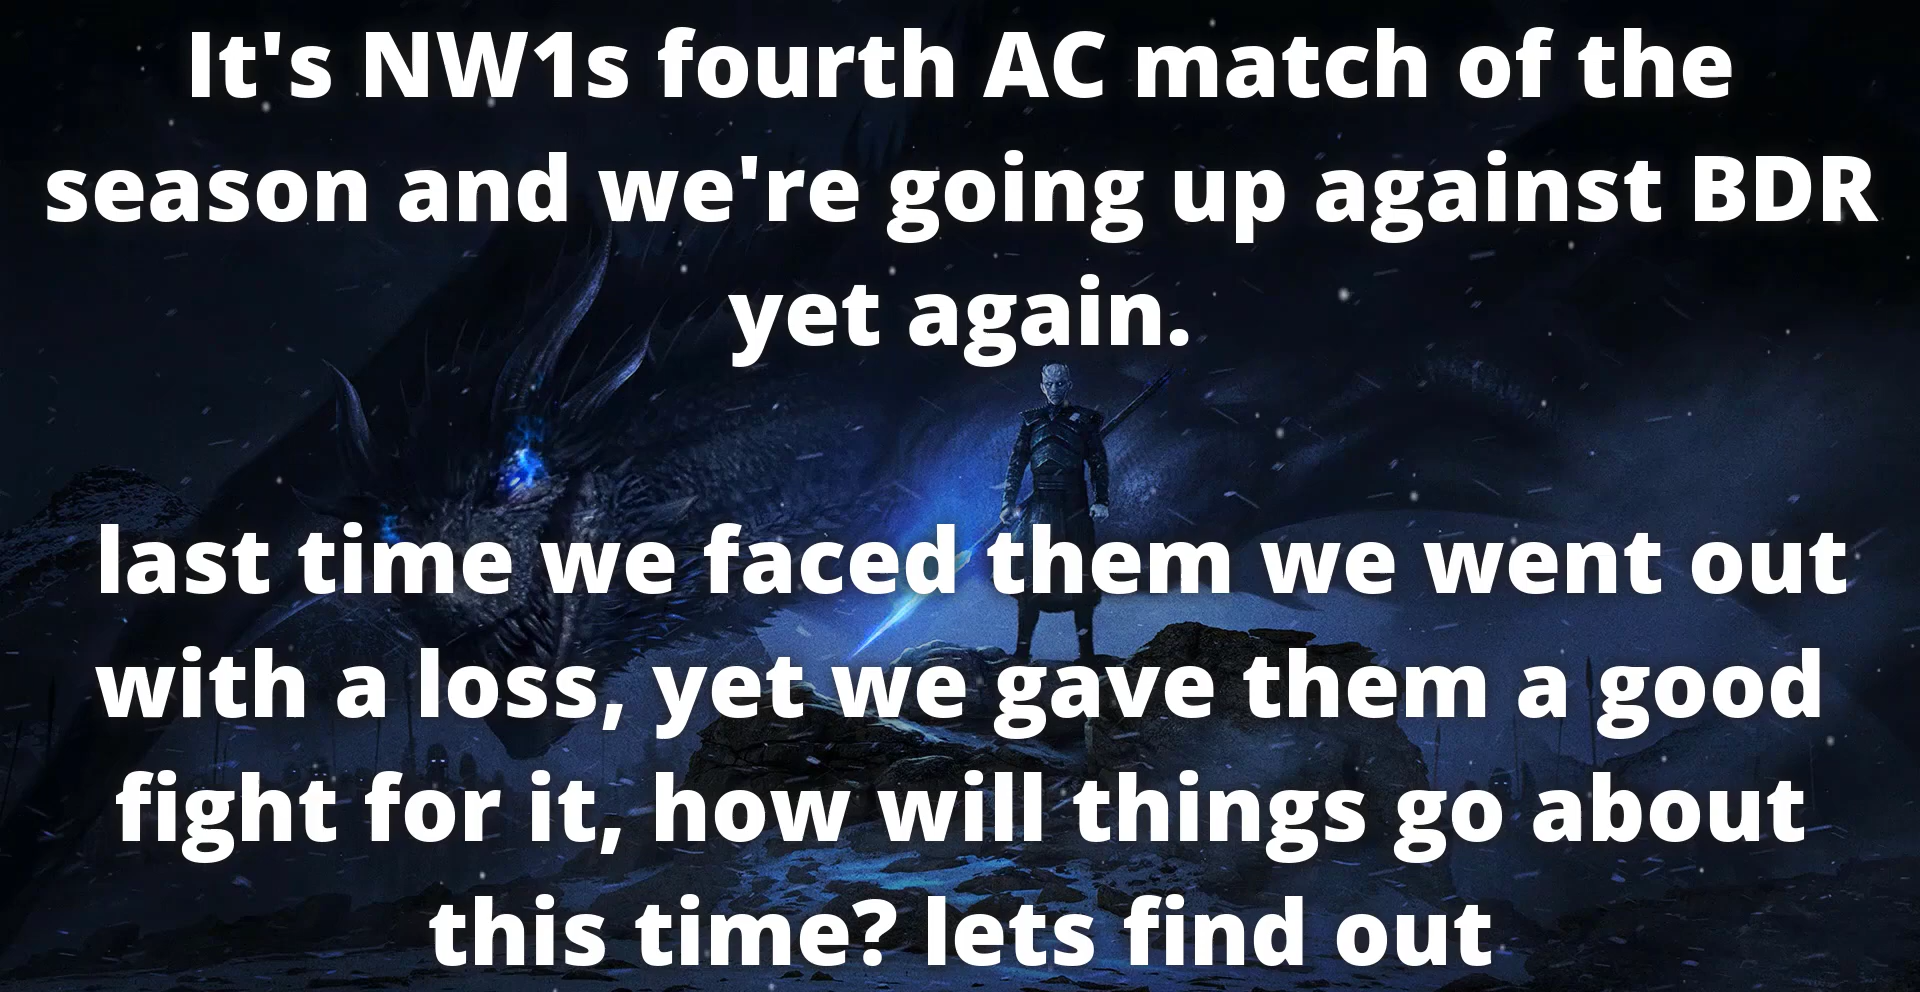 It's NW1s fourth AC match of the
season and we're going up against BDR
yet again.
last time we faced them we went out
with a loss, yet we gave them a good
fight for it, how will things go about
this time? lets find out